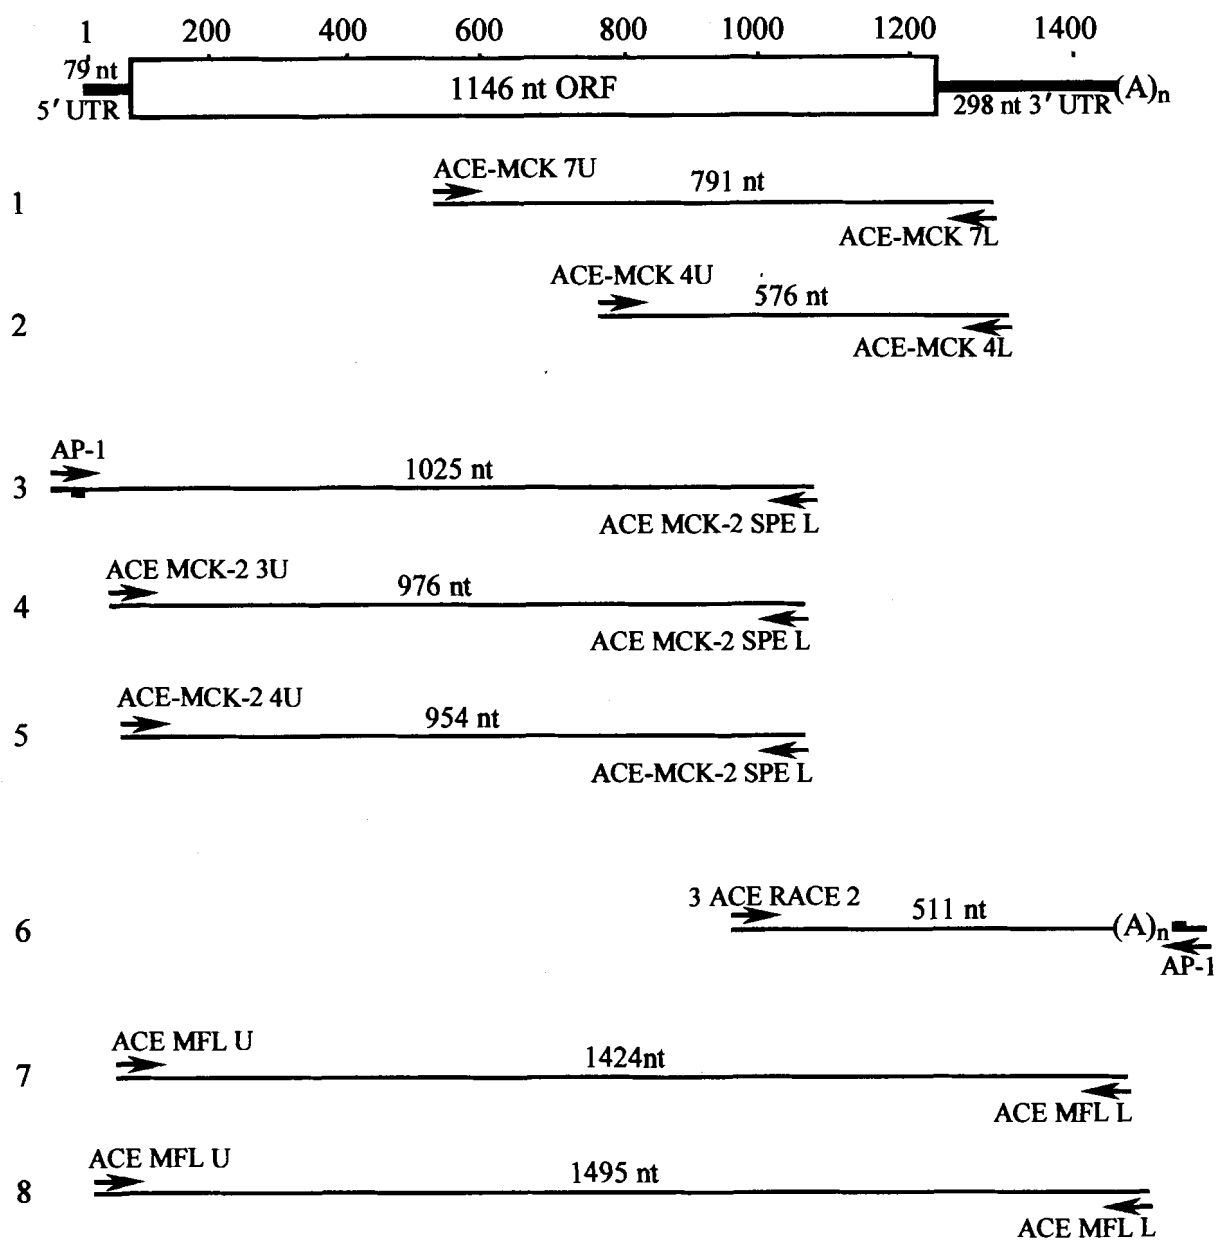 1 200 400 600 800 1000 1200 1400
79 nt
1146 nt ORF
(A)n
5′ UTR
298 nt 3′ UTR
ACE-MCK 7U
791 nt
1
ACE-MCK 7L
ACE-MCK 4U
576 nt
2
ACE-MCK 4L
AP-1
1025 nt
3
ACE MCK-2 SPE L
ACE MCK-2 3U
976 nt
4
ACE MCK-2 SPE L
ACE-MCK-2 4U
954 nt
5
ACE-MCK-2 SPE L
3 ACE RACE 2
511 nt
6
(A)n
AP-1
ACE MFL U
1424nt
7
ACE MFL L
ACE MFL U
1495 nt
8
ACE MFL L